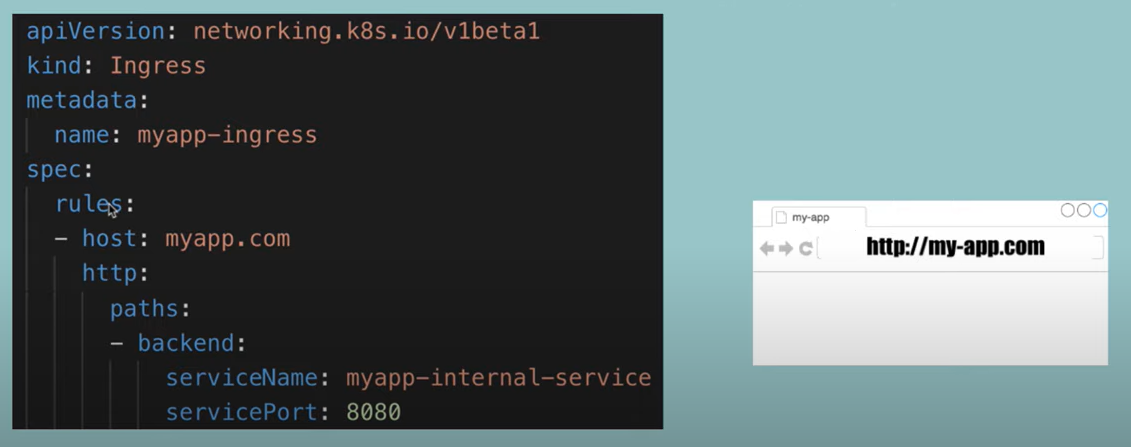 apiVersion: networking.k8s.io/v1beta1
kind: Ingress
metadata:
  name: myapp-ingress
spec:
  rules:
  - host: myapp.com
    http:
      paths:
      - backend:
          serviceName: myapp-internal-service
          servicePort: 8080
my-app
http://my-app.com